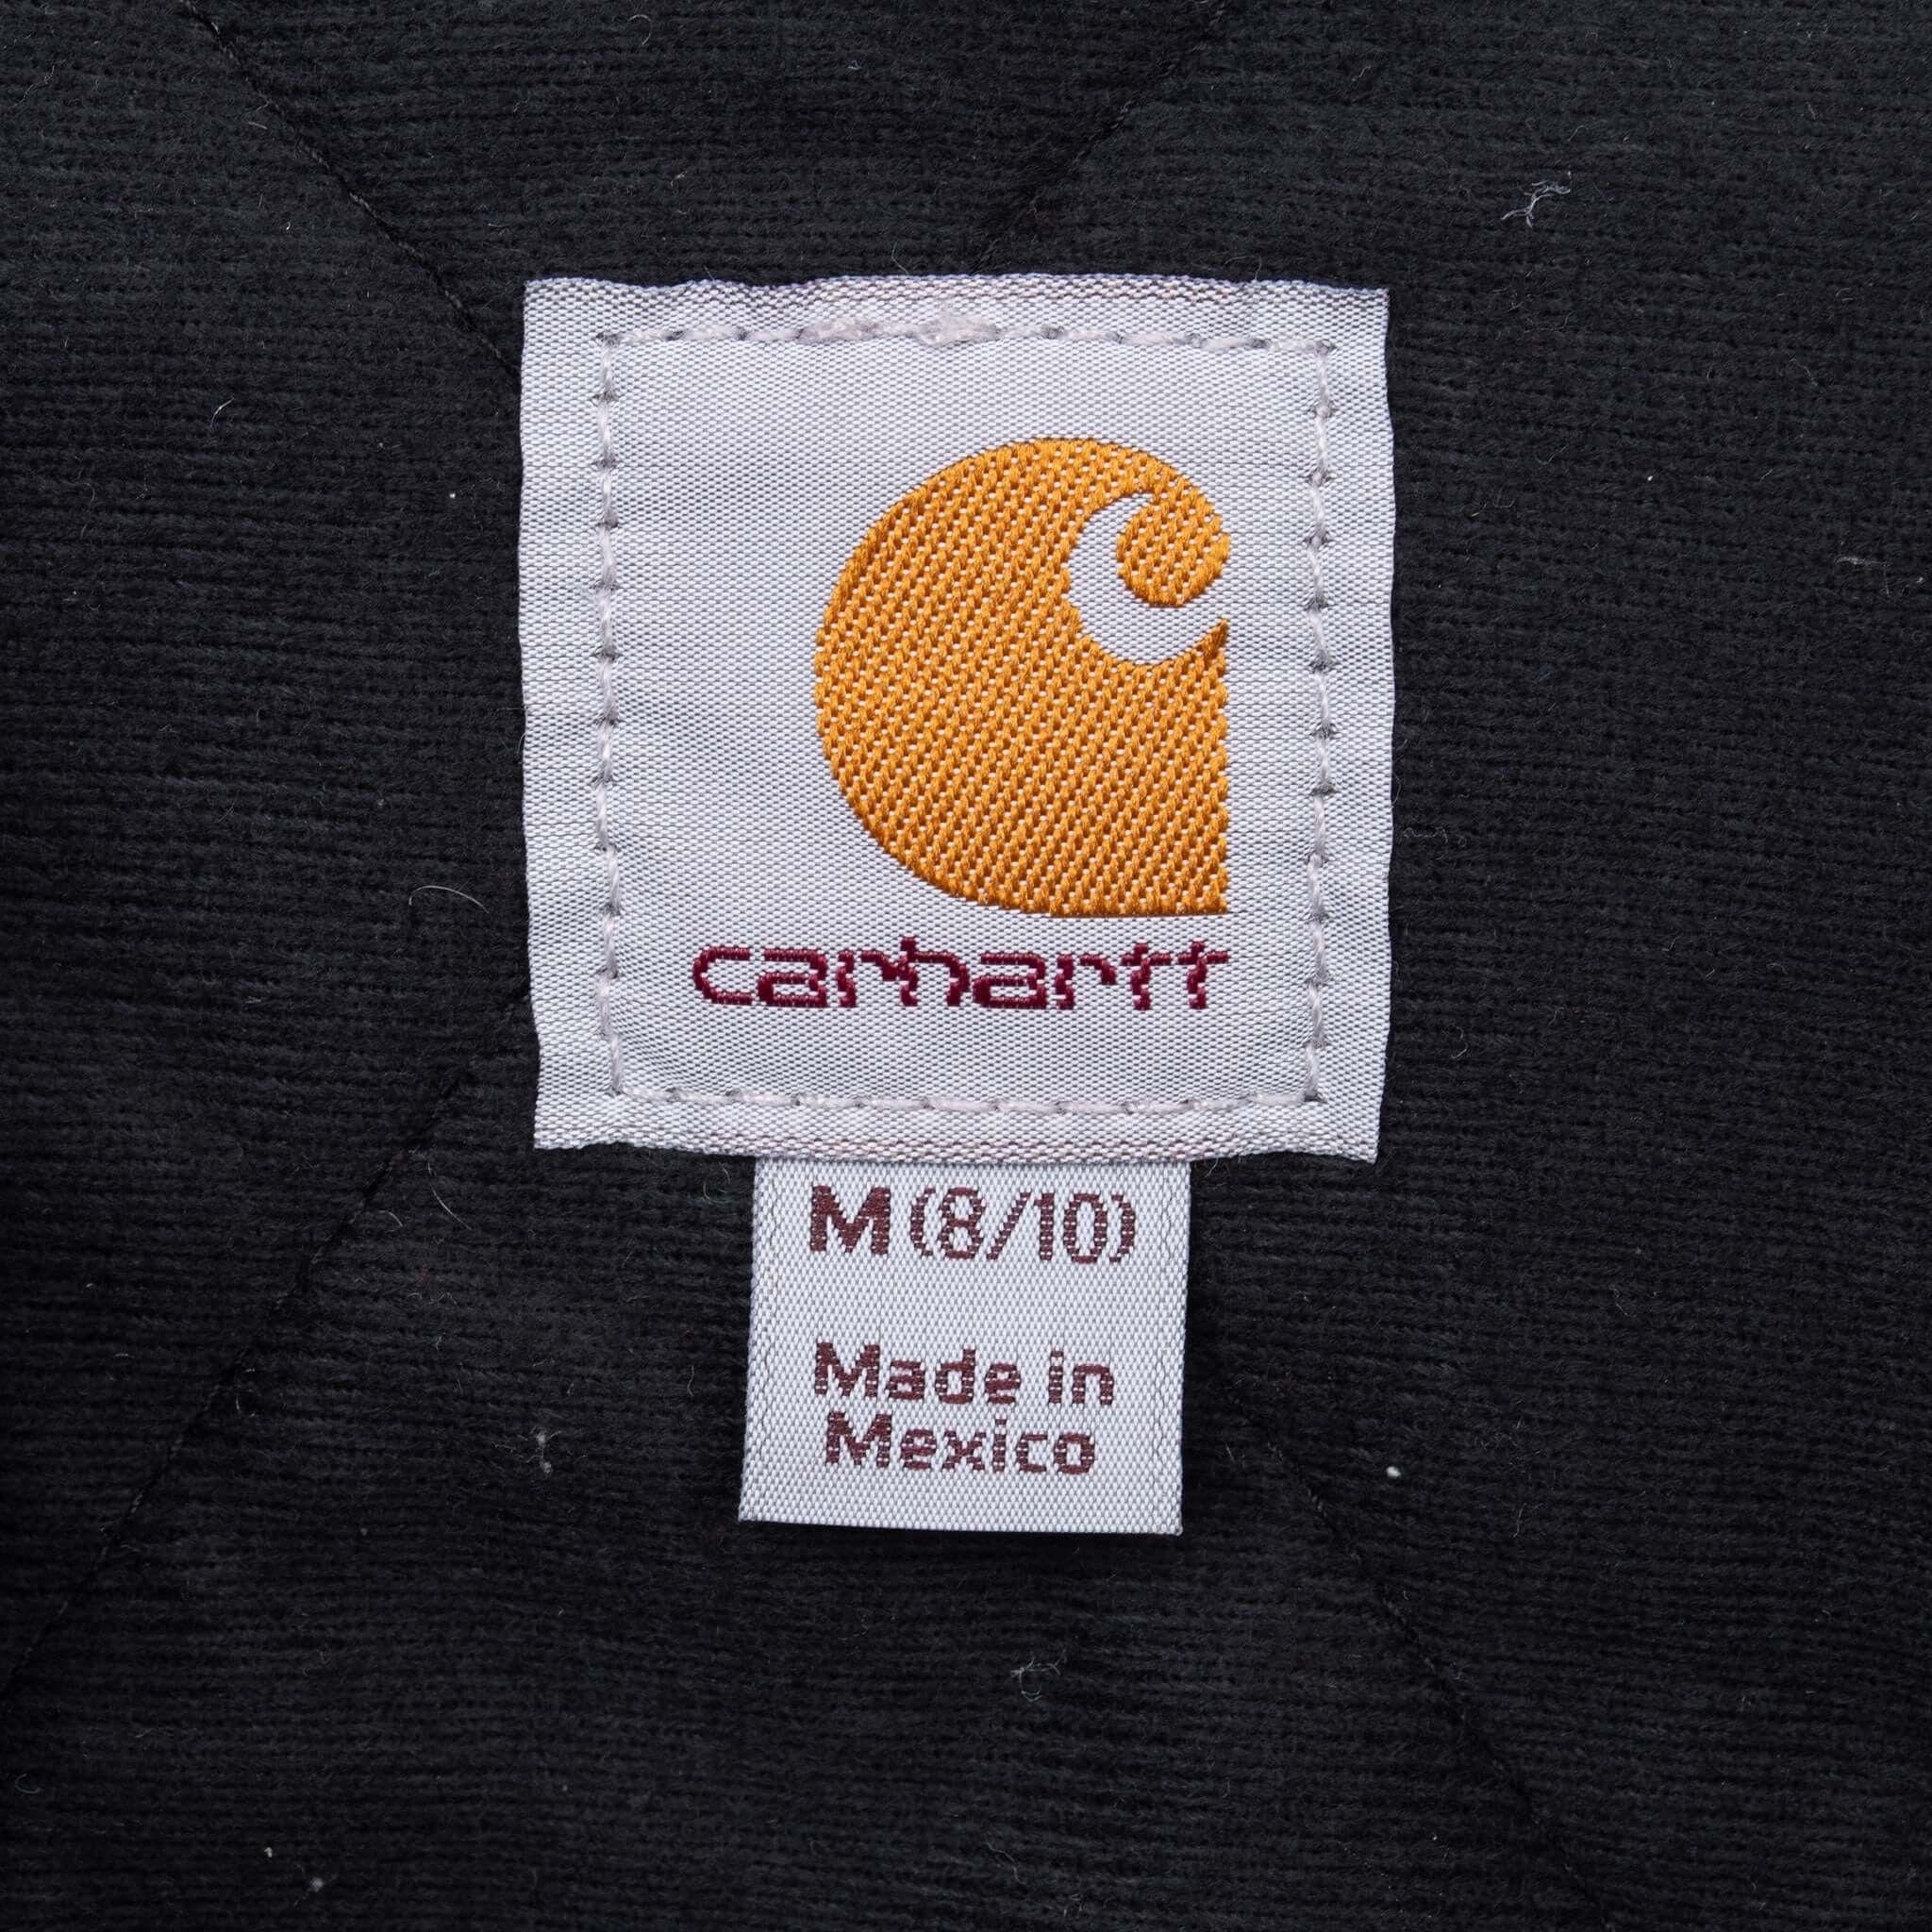 carhartt
M (8/10)
Made in
Mexico